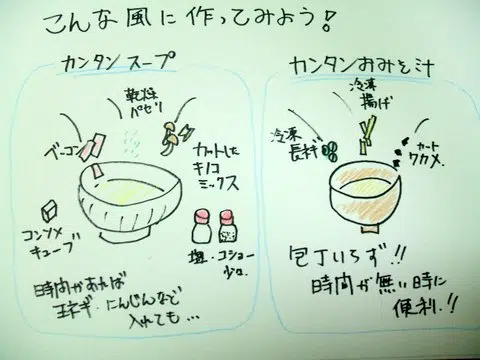 こんな風に作ってみよう!
カンタンスープ
乾燥
パセリ
ベーコン
カットした
キノコ
ミックス
コンソメ
キューブ
塩・コショー
少々
時間があれば
玉ネギ・にんじんなど
入れても…
カンタンおみそ汁
冷凍
揚げ
冷凍
長ネギ
カット
ワカメ
包丁いらず!!
時間が無い時に
便利!!